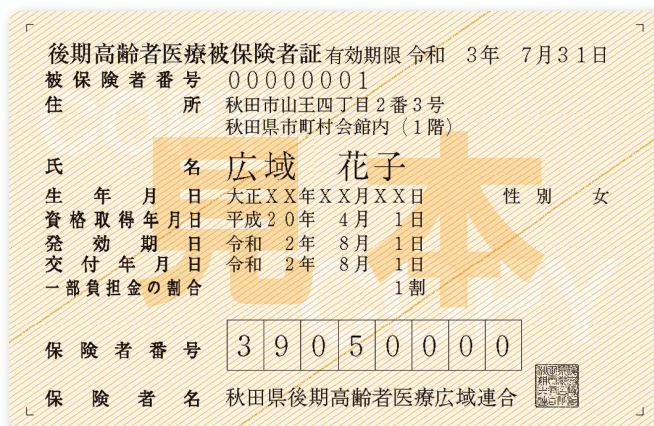 後期高齢者医療被保険者証 有効期限 令和 3年 7月31日
被保険者番号 00000001
住所 秋田市山王四丁目2番3号
秋田県市町村会館内（1階）
氏名 広域 花子
生年月日 大正XX年XX月XX日 性別 女
資格取得年月日 平成20年 4月 1日
発効期日 令和 2年 8月 1日
交付年月日 令和 2年 8月 1日
一部負担金の割合 1割
見本
保険者番号 39050000
保険者名 秋田県後期高齢者医療広域連合